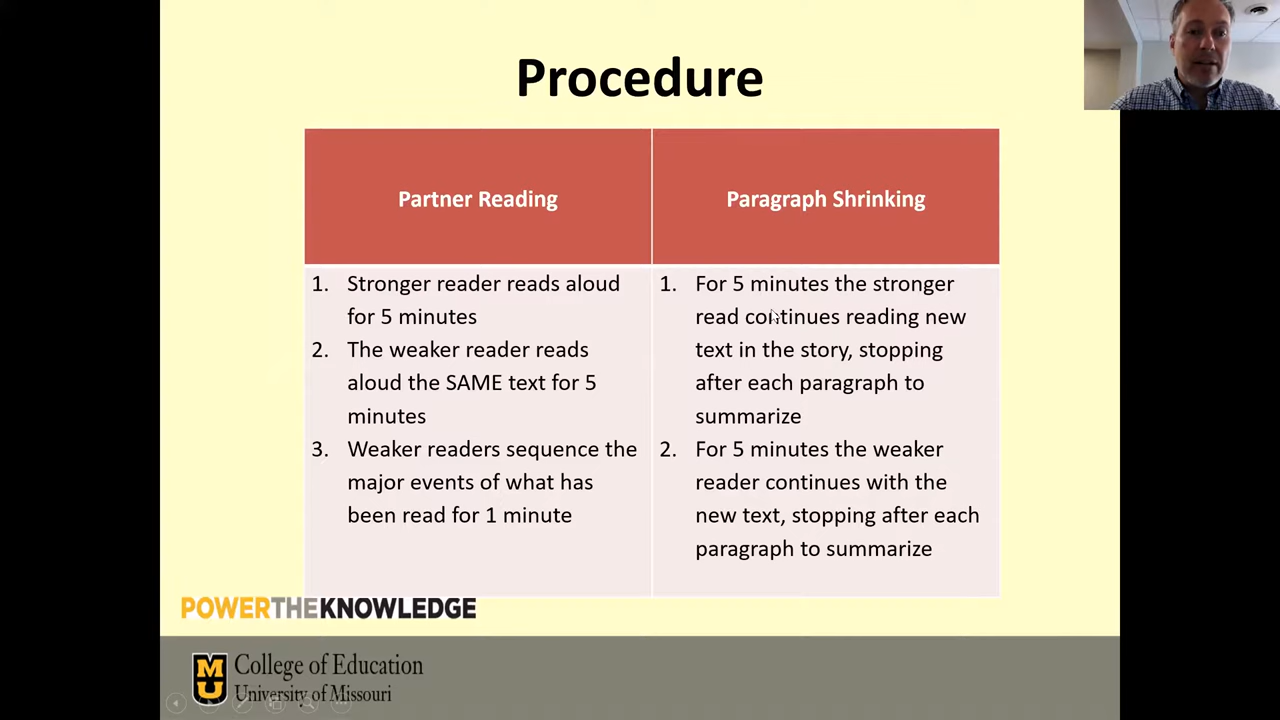 Procedure
Partner Reading
Paragraph Shrinking
1. Stronger reader reads aloud
for 5 minutes
2. The weaker reader reads
aloud the SAME text for 5
minutes
3. Weaker readers sequence the
major events of what has
been read for 1 minute
1. For 5 minutes the stronger
read continues reading new
text in the story, stopping
after each paragraph to
summarize
2. For 5 minutes the weaker
reader continues with the
new text, stopping after each
paragraph to summarize
POWERTHEKNOWLEDGE
MU
College of Education
University of Missouri